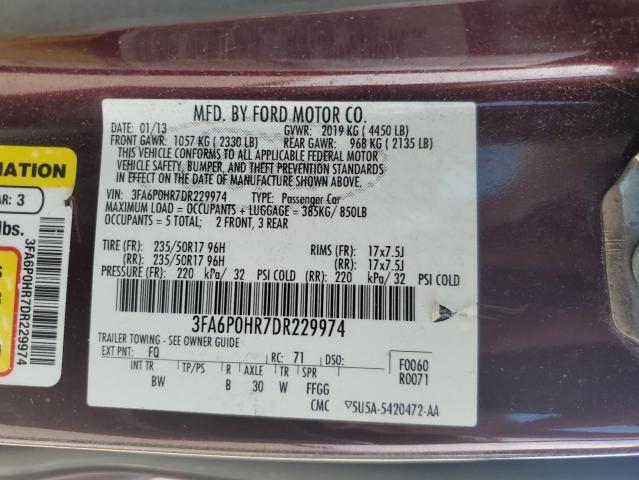 MFD. BY FORD MOTOR CO.
DATE: 01/13 GVWR: 2019 KG ( 4450 LB)
FRONT GAWR: 1057 KG ( 2330 LB) REAR GAWR: 968 KG ( 2135 LB)
THIS VEHICLE CONFORMS TO ALL APPLICABLE FEDERAL MOTOR
VEHICLE SAFETY, BUMPER, AND THEFT PREVENTION STANDARDS
IN EFFECT ON THE DATE OF MANUFACTURE SHOWN ABOVE.
VIN: 3FA6P0HR7DR229974 TYPE: Passenger Car
MAXIMUM LOAD = OCCUPANTS + LUGGAGE = 385KG/ 850LB
OCCUPANTS = 5 TOTAL; 2 FRONT, 3 REAR
TIRE (FR): 235/50R17 96H RIMS (FR): 17x7.5J
(RR): 235/50R17 96H (RR): 17x7.5J
PRESSURE (FR): 220 kPa/ 32 PSI COLD (RR): 220 kPa/ 32 PSI COLD
3FA6P0HR7DR229974
TRAILER TOWING - SEE OWNER GUIDE
EXT PNT: FQ RC: 71 DSO: F0060
R0071
INT TR TP/PS R AXLE TR SPR
BW B 30 W FFGG
CMC 5U5A-5420472-AA
MATION
AR: 3
lbs.
3FA6P0HR7DR229974